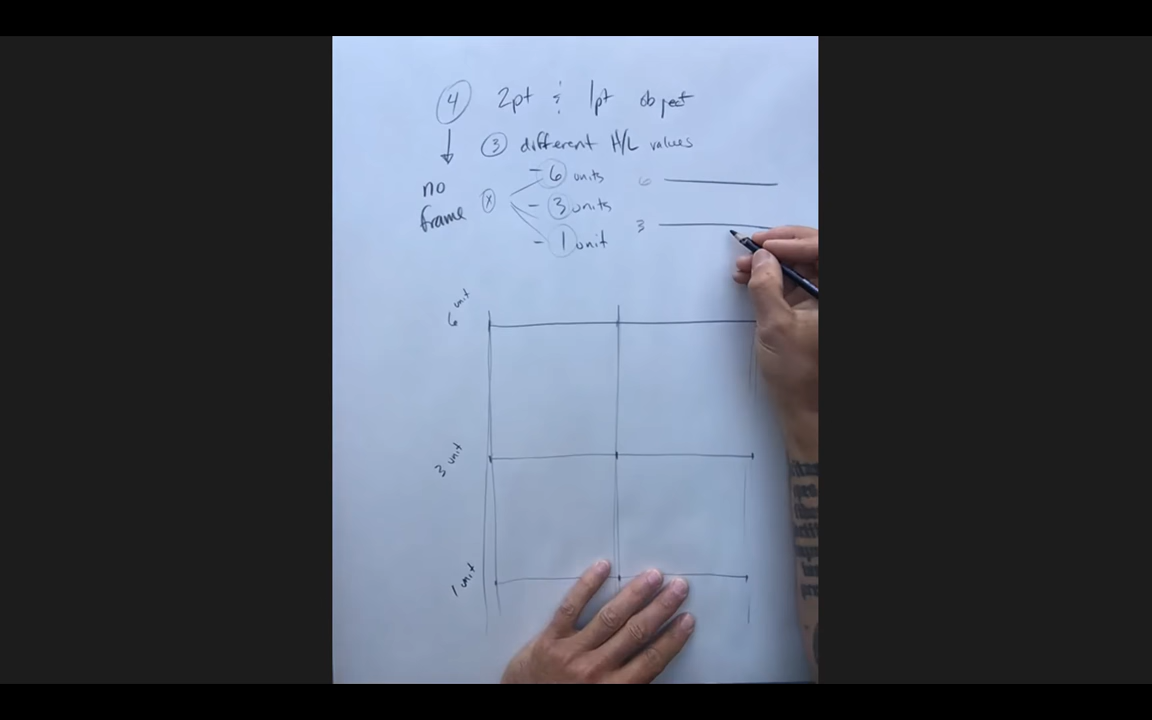 4 2pt & 1pt object
3 different H/L values
no
frame
x
- 6 units
- 3 units
- 1 unit
6
3
6 unit
3 unit
1 unit